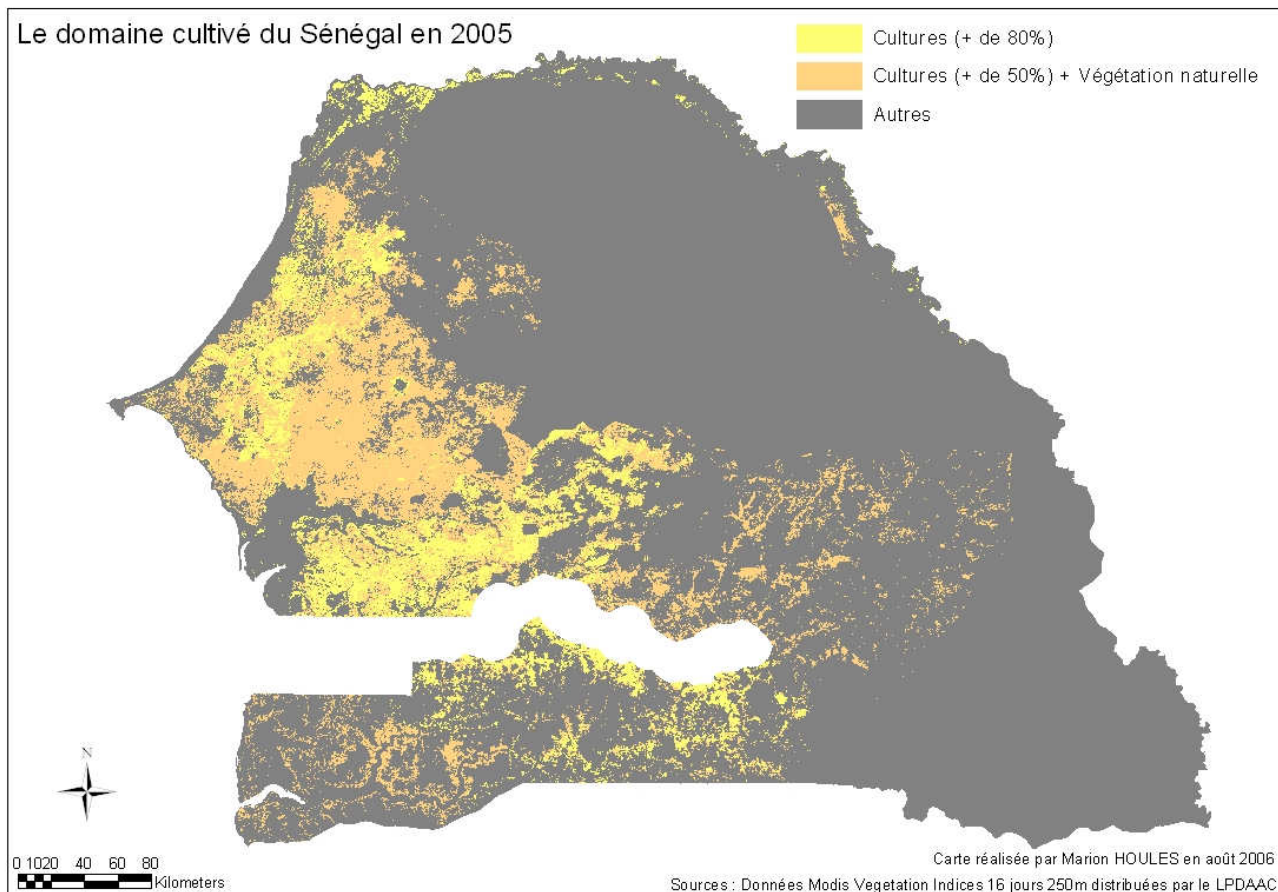 Le domaine cultivé du Sénégal en 2005
Cultures (+ de 80%)
Cultures (+ de 50%) + Végétation naturelle
Autres
N
0 1020 40 60 80
Kilometers
Carte réalisée par Marion HOULES en août 2006
Sources : Données Modis Vegetation Indices 16 jours 250m distribuées par le LPDAAC